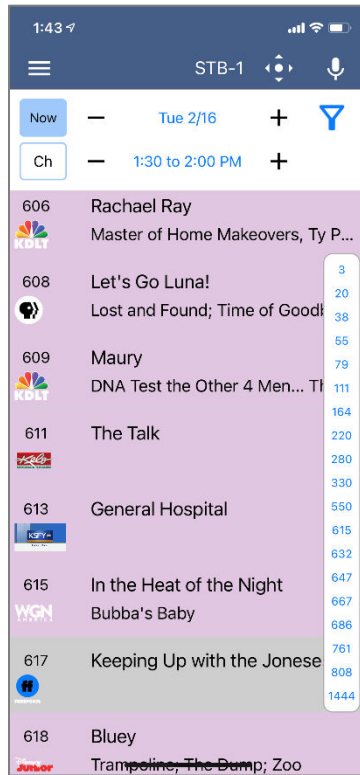 1:43
STB-1
Now
Tue 2/16
Ch
1:30 to 2:00 PM
606
Rachael Ray
KDLT
Master of Home Makeovers, Ty P...
608
Let's Go Luna!
Lost and Found; Time of Goodb
609
Maury
KDLT
DNA Test the Other 4 Men... Th
611
The Talk
Kelo
613
General Hospital
KSFY
615
In the Heat of the Night
WGN
Bubba's Baby
617
Keeping Up with the Jonese
618
Bluey
Disney
Junior
Trampoline; The Dump; Zoo
3
20
38
55
79
111
164
220
280
330
550
615
632
647
667
686
761
808
1444